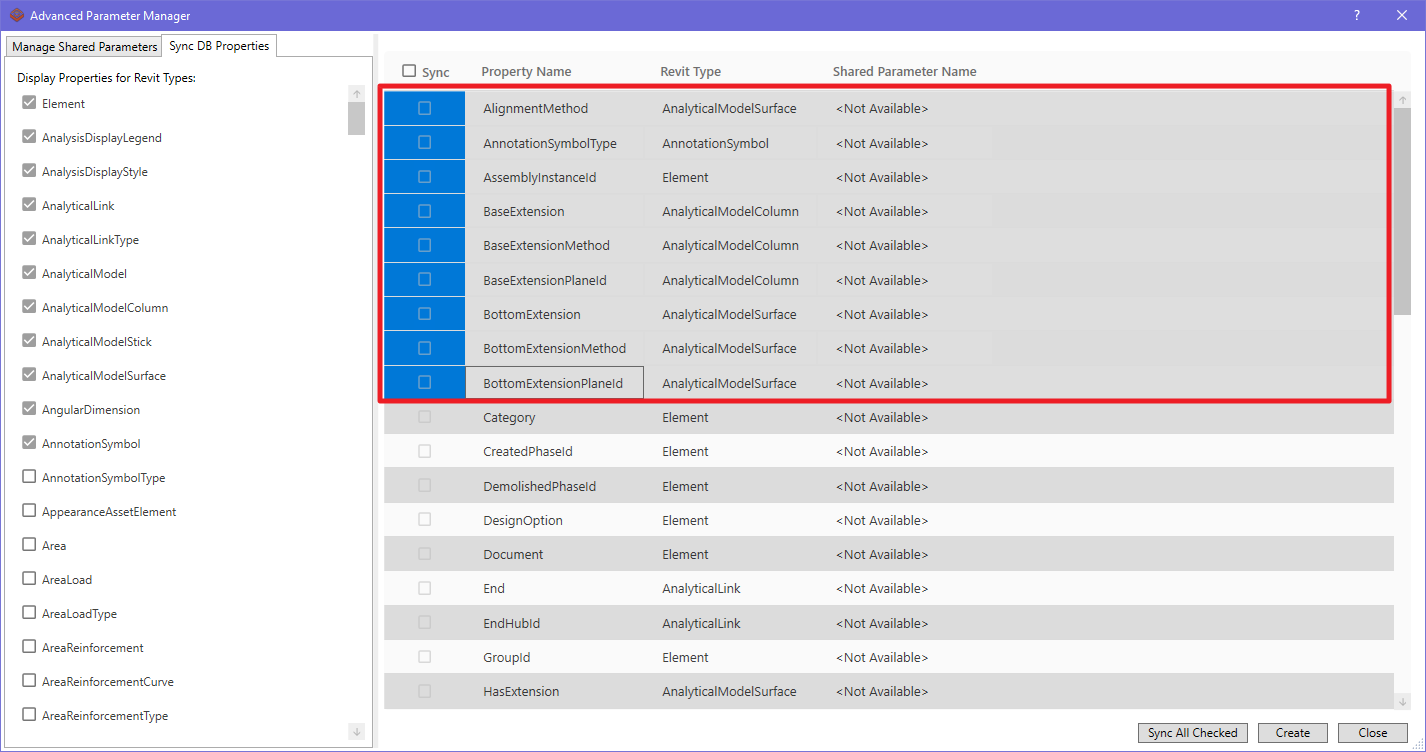 Advanced Parameter Manager
?
Manage Shared Parameters
Sync DB Properties
Display Properties for Revit Types:
Element
AnalysisDisplayLegend
AnalysisDisplayStyle
AnalyticalLink
AnalyticalLinkType
AnalyticalModel
AnalyticalModelColumn
AnalyticalModelStick
AnalyticalModelSurface
AngularDimension
AnnotationSymbol
AnnotationSymbolType
AppearanceAssetElement
Area
AreaLoad
AreaLoadType
AreaReinforcement
AreaReinforcementCurve
AreaReinforcementType
Sync Property Name Revit Type Shared Parameter Name
AlignmentMethod AnalyticalModelSurface <Not Available>
AnnotationSymbolType AnnotationSymbol <Not Available>
AssemblyInstanceId Element <Not Available>
BaseExtension AnalyticalModelColumn <Not Available>
BaseExtensionMethod AnalyticalModelColumn <Not Available>
BaseExtensionPlaneId AnalyticalModelColumn <Not Available>
BottomExtension AnalyticalModelSurface <Not Available>
BottomExtensionMethod AnalyticalModelSurface <Not Available>
BottomExtensionPlaneId AnalyticalModelSurface <Not Available>
Category Element <Not Available>
CreatedPhaseId Element <Not Available>
DemolishedPhaseId Element <Not Available>
DesignOption Element <Not Available>
Document Element <Not Available>
End AnalyticalLink <Not Available>
EndHubId AnalyticalLink <Not Available>
GroupId Element <Not Available>
HasExtension AnalyticalModelSurface <Not Available>
Sync All Checked Create Close